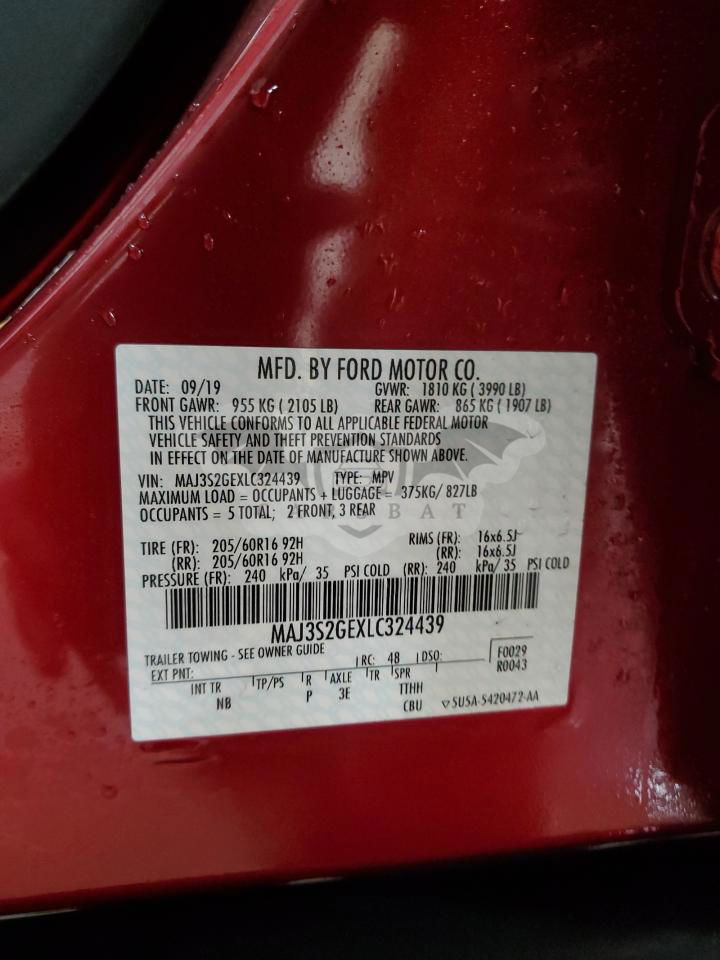 MFD. BY FORD MOTOR CO.
DATE: 09/19 GVWR: 1810 KG ( 3990 LB)
FRONT GAWR: 955 KG ( 2105 LB) REAR GAWR: 865 KG ( 1907 LB)
THIS VEHICLE CONFORMS TO ALL APPLICABLE FEDERAL MOTOR
VEHICLE SAFETY AND THEFT PREVENTION STANDARDS
IN EFFECT ON THE DATE OF MANUFACTURE SHOWN ABOVE.
VIN: MAJ3S2GEXLC324439 TYPE: MPV
MAXIMUM LOAD = OCCUPANTS + LUGGAGE = 375KG/ 827LB
OCCUPANTS = 5 TOTAL; 2 FRONT, 3 REAR
BAT
TIRE (FR): 205/60R16 92H RIMS (FR): 16x6.5J
(RR): 205/60R16 92H (RR): 16x6.5J
PRESSURE (FR): 240 kPa/ 35 PSI COLD (RR): 240 kPa/ 35 PSI COLD
MAJ3S2GEXLC324439
TRAILER TOWING - SEE OWNER GUIDE
EXT PNT: RC: 48 DSO: F0029
R0043
INT TR TP/PS R AXLE TR SPR
NB P 3E TTHH
CBU 5U5A-5420472-AA